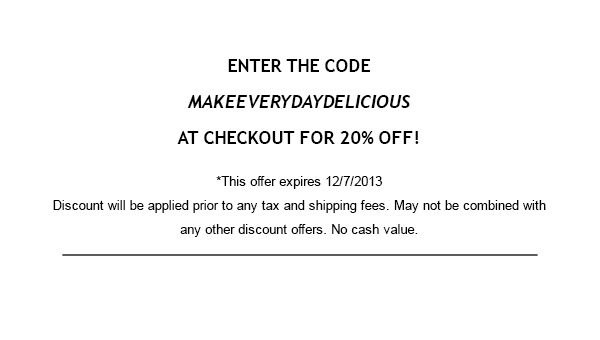 ENTER THE CODE
MAKEEVERYDAYDELICIOUS
AT CHECKOUT FOR 20% OFF!
*This offer expires 12/7/2013
Discount will be applied prior to any tax and shipping fees. May not be combined with
any other discount offers. No cash value.